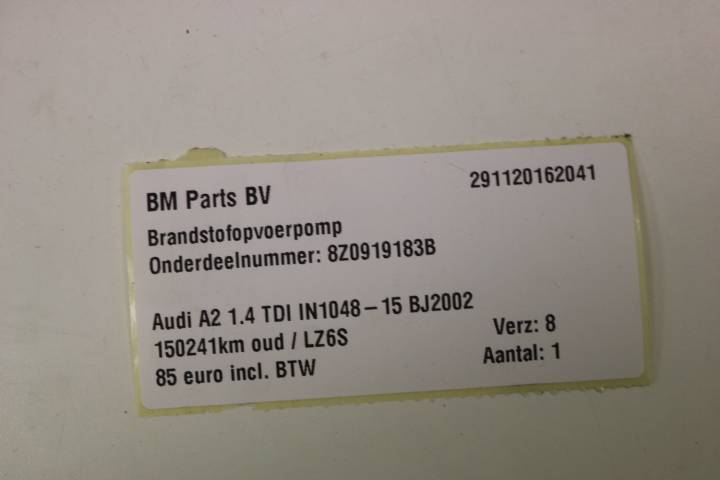 BM Parts BV 291120162041
Brandstofopvoerpomp
Onderdeelnummer: 8Z0919183B
Audi A2 1.4 TDI IN1048-15 BJ2002
150241km oud / LZ6S Verz: 8
85 euro incl. BTW Aantal: 1